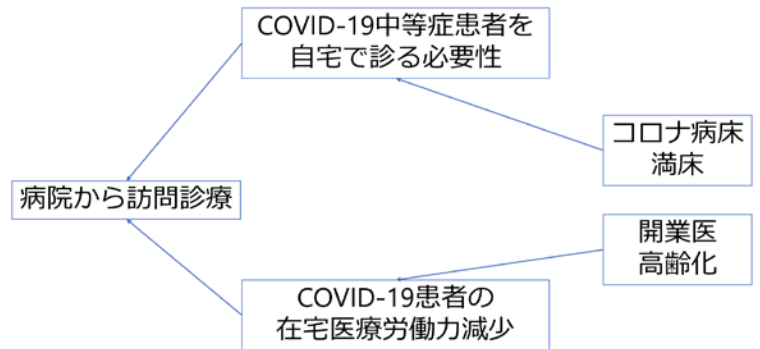 COVID-19中等症患者を
自宅で診る必要性
コロナ病床
満床
病院から訪問診療
開業医
高齢化
COVID-19患者の
在宅医療労働力減少